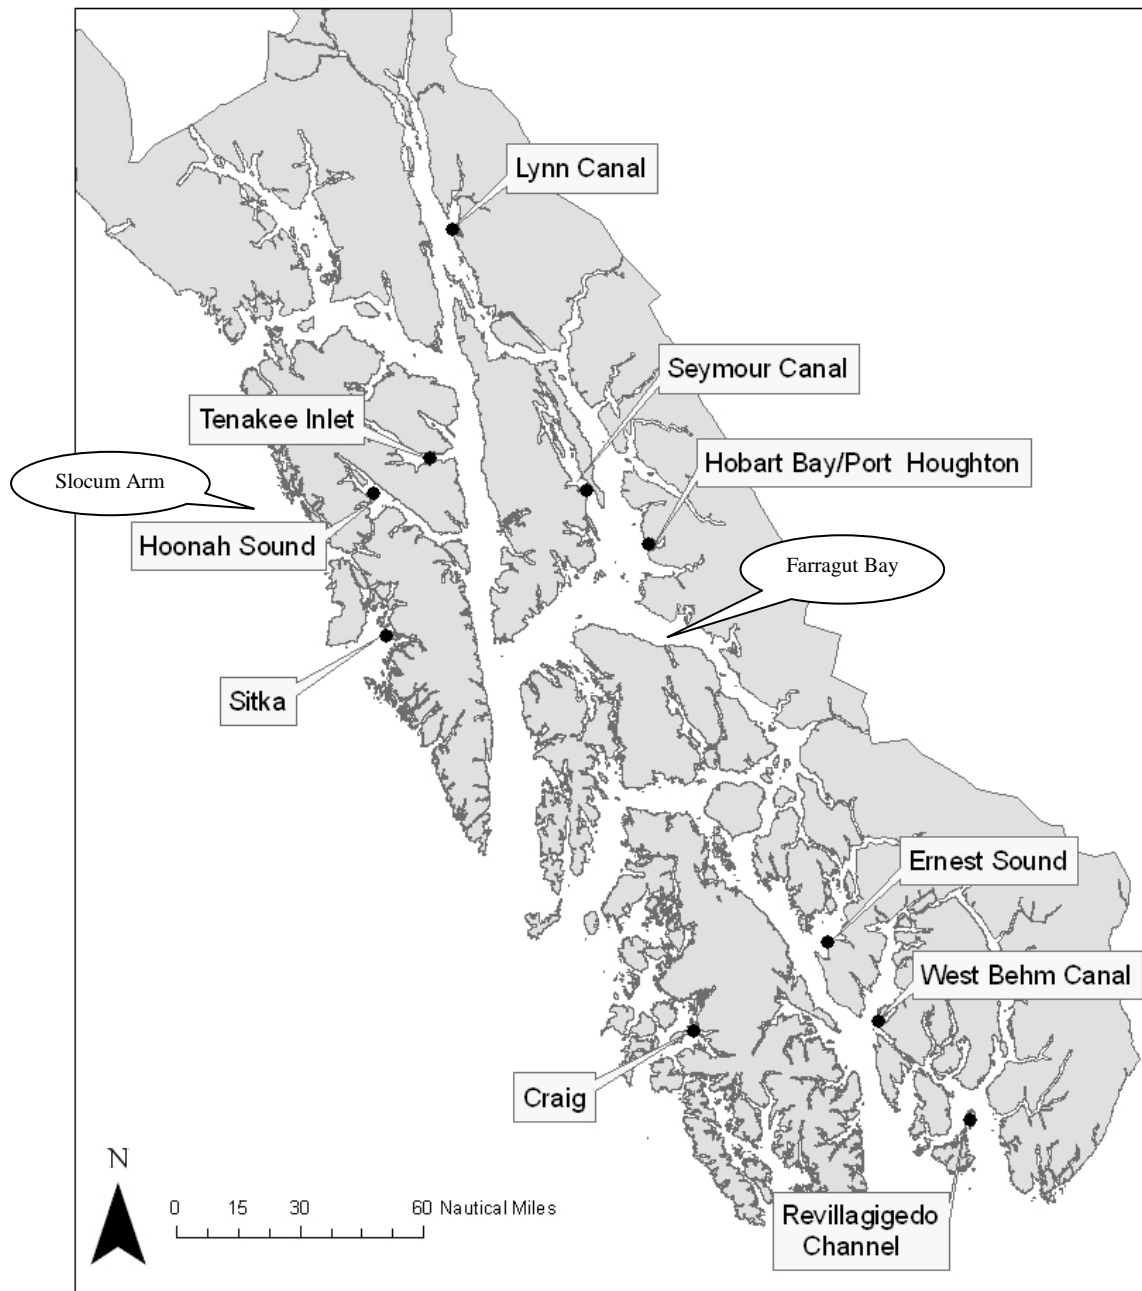 Lynn Canal
Seymour Canal
Tenakee Inlet
Hobart Bay/Port Houghton
Slocum Arm
Hoonah Sound
Farragut Bay
Sitka
Ernest Sound
West Behm Canal
Craig
N
0 15 30 60 Nautical Miles
Revillagigedo
Channel